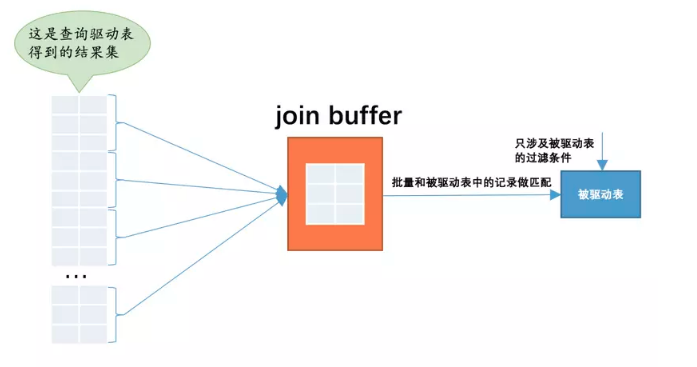 这是查询驱动表
得到的结果集
join buffer
只涉及被驱动表
的过滤条件
批量和被驱动表中的记录做匹配
被驱动表
...